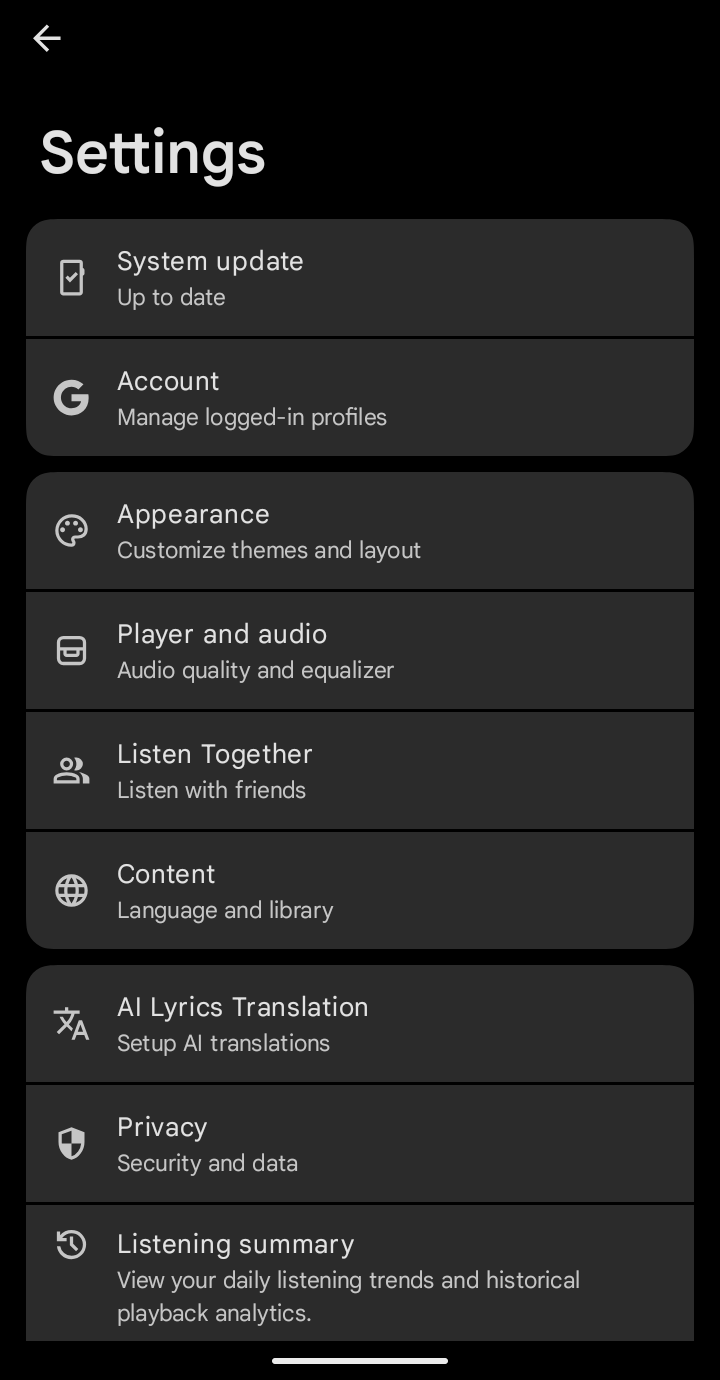 Settings
System update
Up to date
Account
Manage logged-in profiles
Appearance
Customize themes and layout
Player and audio
Audio quality and equalizer
Listen Together
Listen with friends
Content
Language and library
AI Lyrics Translation
Setup AI translations
Privacy
Security and data
Listening summary
View your daily listening trends and historical
playback analytics.